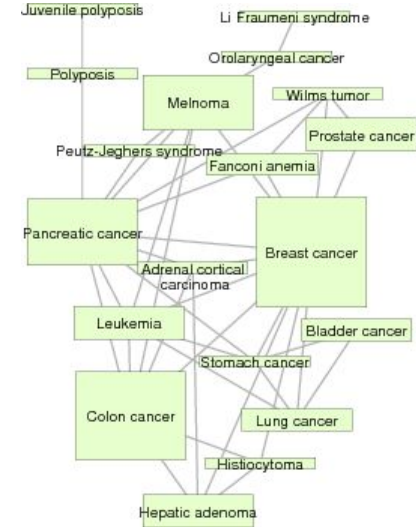 Juvenile polyposis
Li Fraumeni syndrome
Orolaryngeal cancer
Polyposis
Wilms tumor
Melnoma
Prostate cancer
Peutz-Jeghers syndrome
Fanconi anemia
Pancreatic cancer
Breast cancer
Adrenal cortical
carcinoma
Leukemia
Bladder cancer
Stomach cancer
Colon cancer
Lung cancer
Histiocytoma
Hepatic adenoma